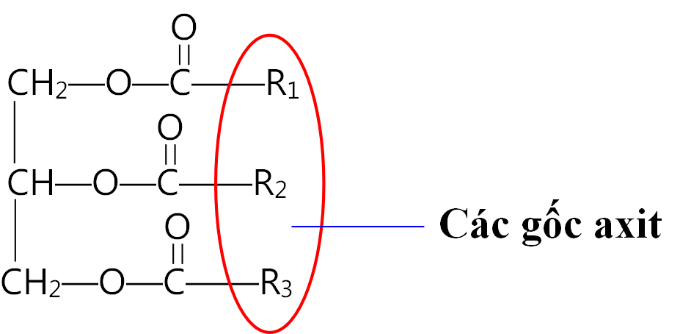 O
CH2 O C R1
O
CH O C R2
Các gốc axit
O
CH2 O C R3